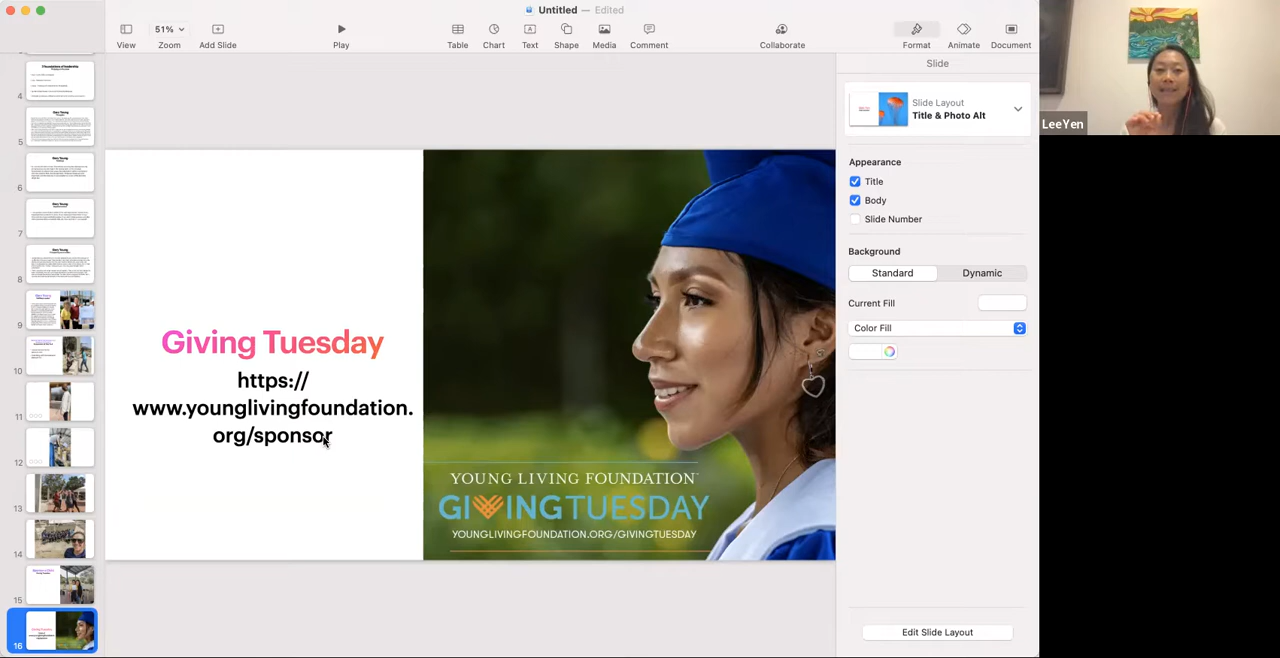 Untitled — Edited
View
51%
Zoom
Add Slide
Play
Table
Chart
Text
Shape
Media
Comment
Collaborate
Format
Animate
Document
Slide
Slide Layout
Title & Photo Alt
Appearance
Title
Body
Slide Number
Background
Standard
Dynamic
Current Fill
Color Fill
Edit Slide Layout
4
5
6
7
8
9
10
11
12
13
14
15
16
Giving Tuesday
https://
www.younglivingfoundation.
org/sponsor
YOUNG LIVING FOUNDATION
GIVINGTUESDAY
YOUNGLIVINGFOUNDATION.ORG/GIVINGTUESDAY
LeeYen